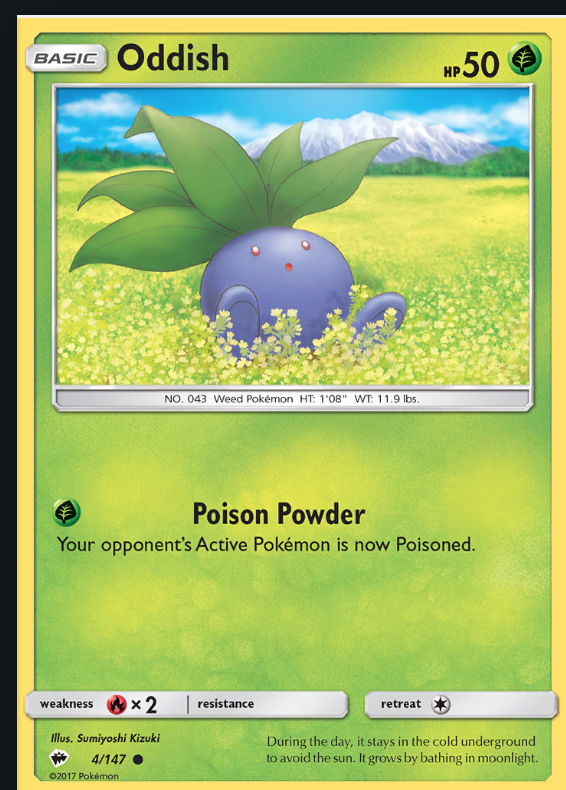 BASIC Oddish HP 50
NO. 043 Weed Pokémon HT: 1'08" WT: 11.9 lbs.
Poison Powder
Your opponent's Active Pokémon is now Poisoned.
weakness × 2 resistance retreat
Illus. Sumiyoshi Kizuki
4/147
©2017 Pokémon
During the day, it stays in the cold underground
to avoid the sun. It grows by bathing in moonlight.